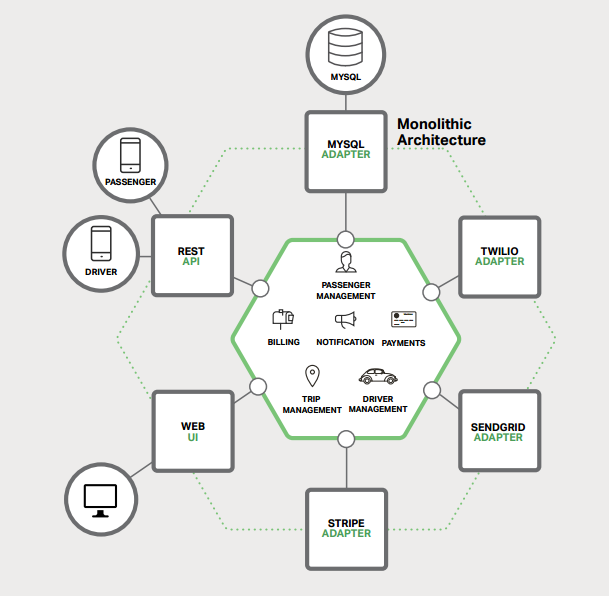 MYSQL
MYSQL
ADAPTER
Monolithic
Architecture
PASSENGER
DRIVER
REST
API
TWILIO
ADAPTER
PASSENGER
MANAGEMENT
BILLING
NOTIFICATION
PAYMENTS
TRIP
MANAGEMENT
DRIVER
MANAGEMENT
WEB
UI
SENDGRID
ADAPTER
STRIPE
ADAPTER